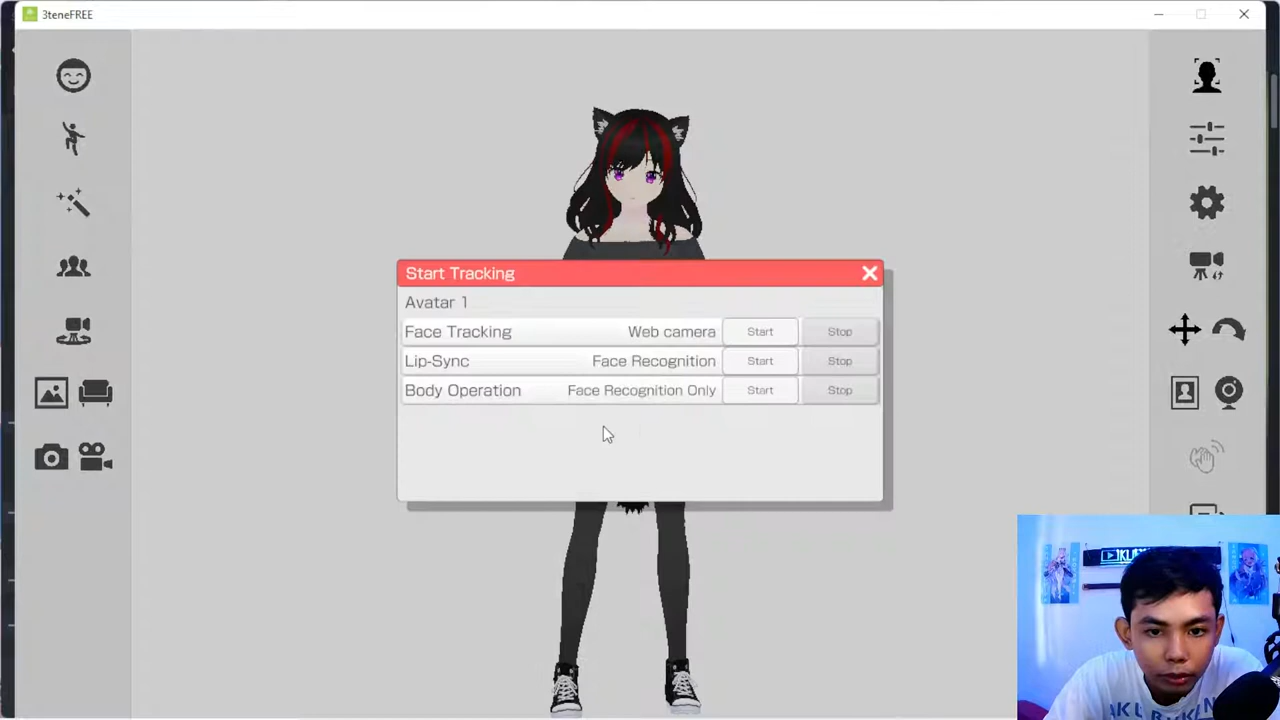 3teneFREE
Start Tracking
Avatar 1
Face Tracking Web camera Start Stop
Lip-Sync Face Recognition Start Stop
Body Operation Face Recognition Only Start Stop